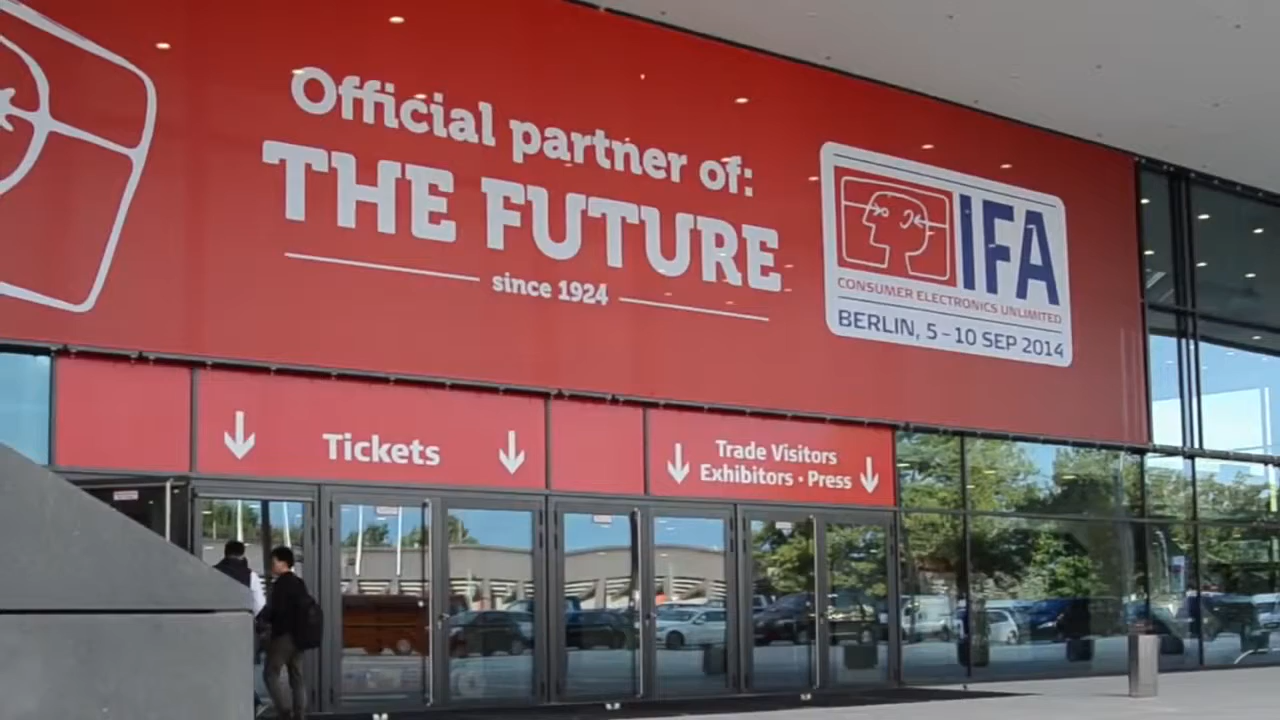 Official partner of:
THE FUTURE
since 1924
IFA
CONSUMER ELECTRONICS UNLIMITED
BERLIN, 5-10 SEP 2014
Tickets
Trade Visitors
Exhibitors · Press